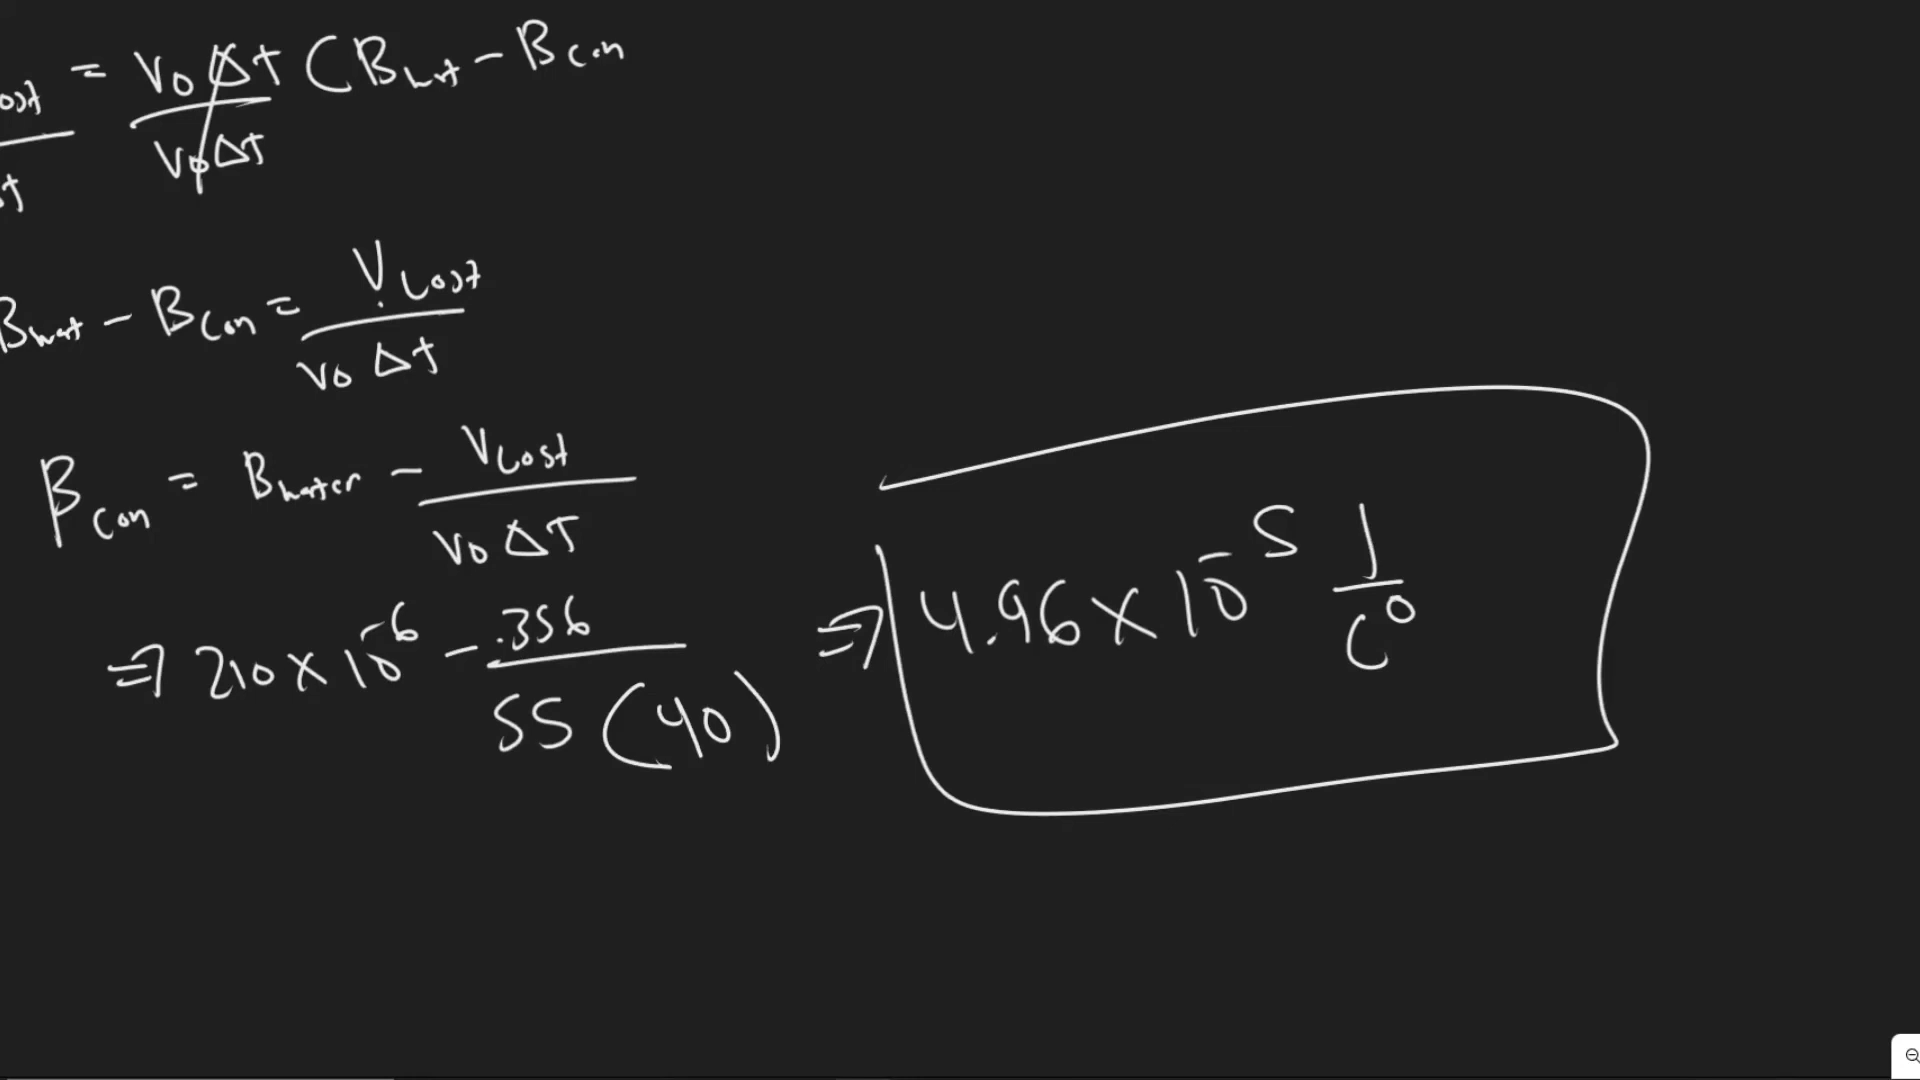 ost = V0 ΔT (Bwat - Bcon
V0 ΔT
T
Bwat - Bcon = VLost
V0 ΔT
βcon = Bwater - VLost
V0 ΔT
⇒ 210 x 10^-6 - .356 ⇒ 4.96 x 10^-5 1
55 (40) C°